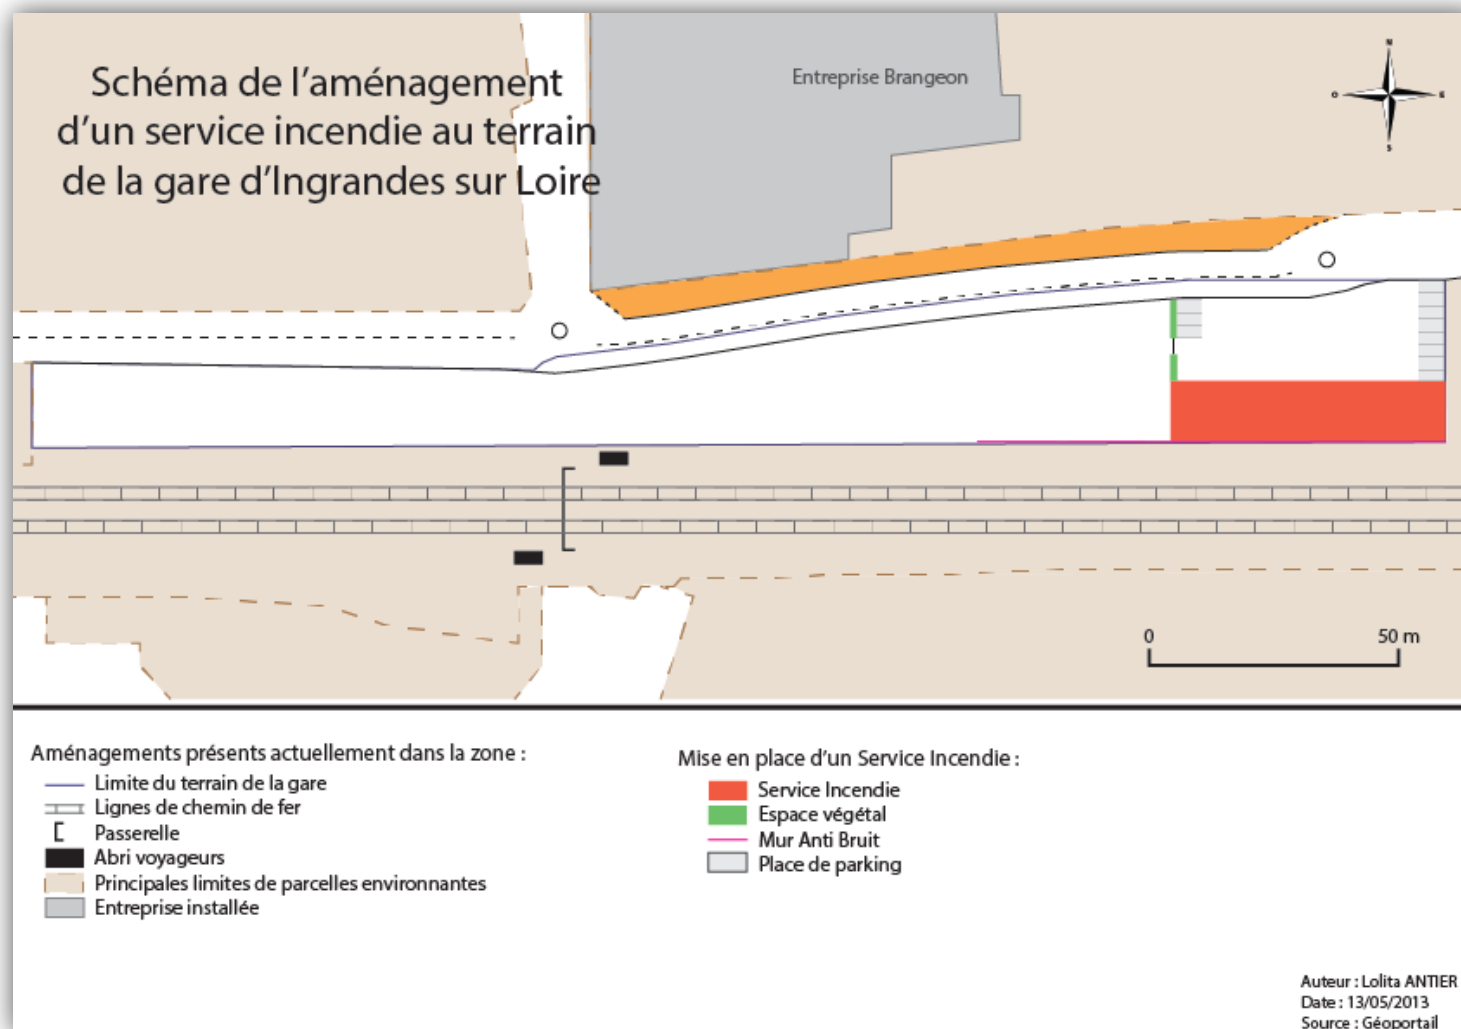 Schéma de l'aménagement
d'un service incendie au terrain
de la gare d'Ingrandes sur Loire
Entreprise Brangeon
N
O
E
S
0
50 m
Aménagements présents actuellement dans la zone :
Limite du terrain de la gare
Lignes de chemin de fer
Passerelle
Abri voyageurs
Principales limites de parcelles environnantes
Entreprise installée
Mise en place d'un Service Incendie :
Service Incendie
Espace végétal
Mur Anti Bruit
Place de parking
Auteur : Lolita ANTIER
Date : 13/05/2013
Source : Géoportail